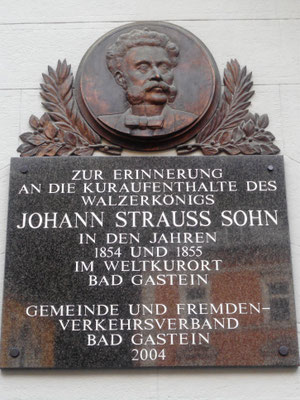 ZUR ERINNERUNG
AN DIE KURAUFENTHALTE DES
WALZERKÖNIGS
JOHANN STRAUSS SOHN
IN DEN JAHREN
1854 UND 1855
IM WELTKURORT
BAD GASTEIN
GEMEINDE UND FREMDEN-
VERKEHRSVERBAND
BAD GASTEIN
2004